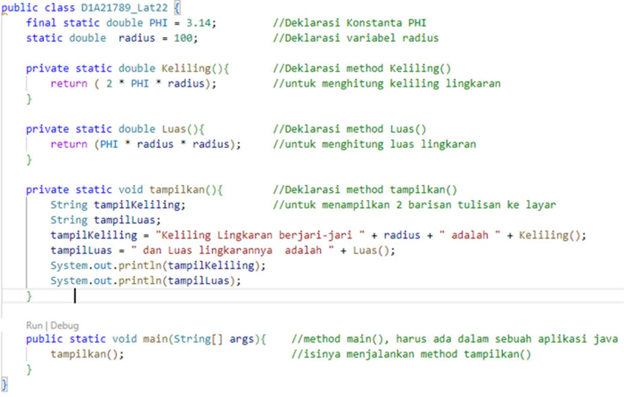 public class D1A21789_Lat22 {
final static double PHI = 3.14; //Deklarasi Konstanta PHI
static double radius = 100; //Deklarasi variabel radius
private static double Keliling(){ //Deklarasi method Keliling()
return ( 2 * PHI * radius); //untuk menghitung keliling lingkaran
}
private static double Luas(){ //Deklarasi method Luas()
return (PHI * radius * radius); //untuk menghitung luas lingkaran
}
private static void tampilkan(){ //Deklarasi method tampilkan()
String tampilKeliling; //untuk menampilkan 2 barisan tulisan ke layar
String tampilLuas;
tampilKeliling = "Keliling Lingkaran berjari-jari " + radius + " adalah " + Keliling();
tampilLuas = " dan Luas lingkarannya  adalah " + Luas();
System.out.println(tampilKeliling);
System.out.println(tampilLuas);
}
Run | Debug
public static void main(String[] args){ //method main(), harus ada dalam sebuah aplikasi java
tampilkan(); //isinya menjalankan method tampilkan()
}
}